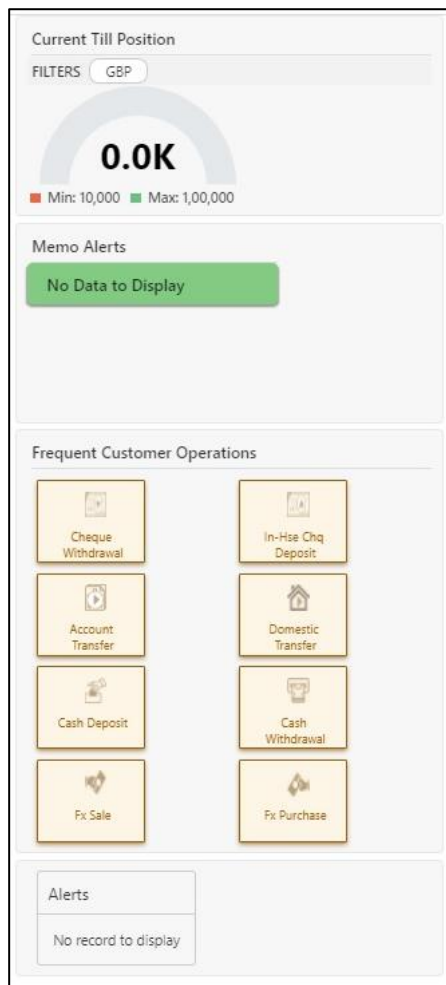 Current Till Position
FILTERS GBP
0.0K
Min: 10,000 Max: 1,00,000
Memo Alerts
No Data to Display
Frequent Customer Operations
Cheque
Withdrawal
In-Hse Chq
Deposit
Account
Transfer
Domestic
Transfer
Cash Deposit
Cash
Withdrawal
Fx Sale
Fx Purchase
Alerts
No record to display